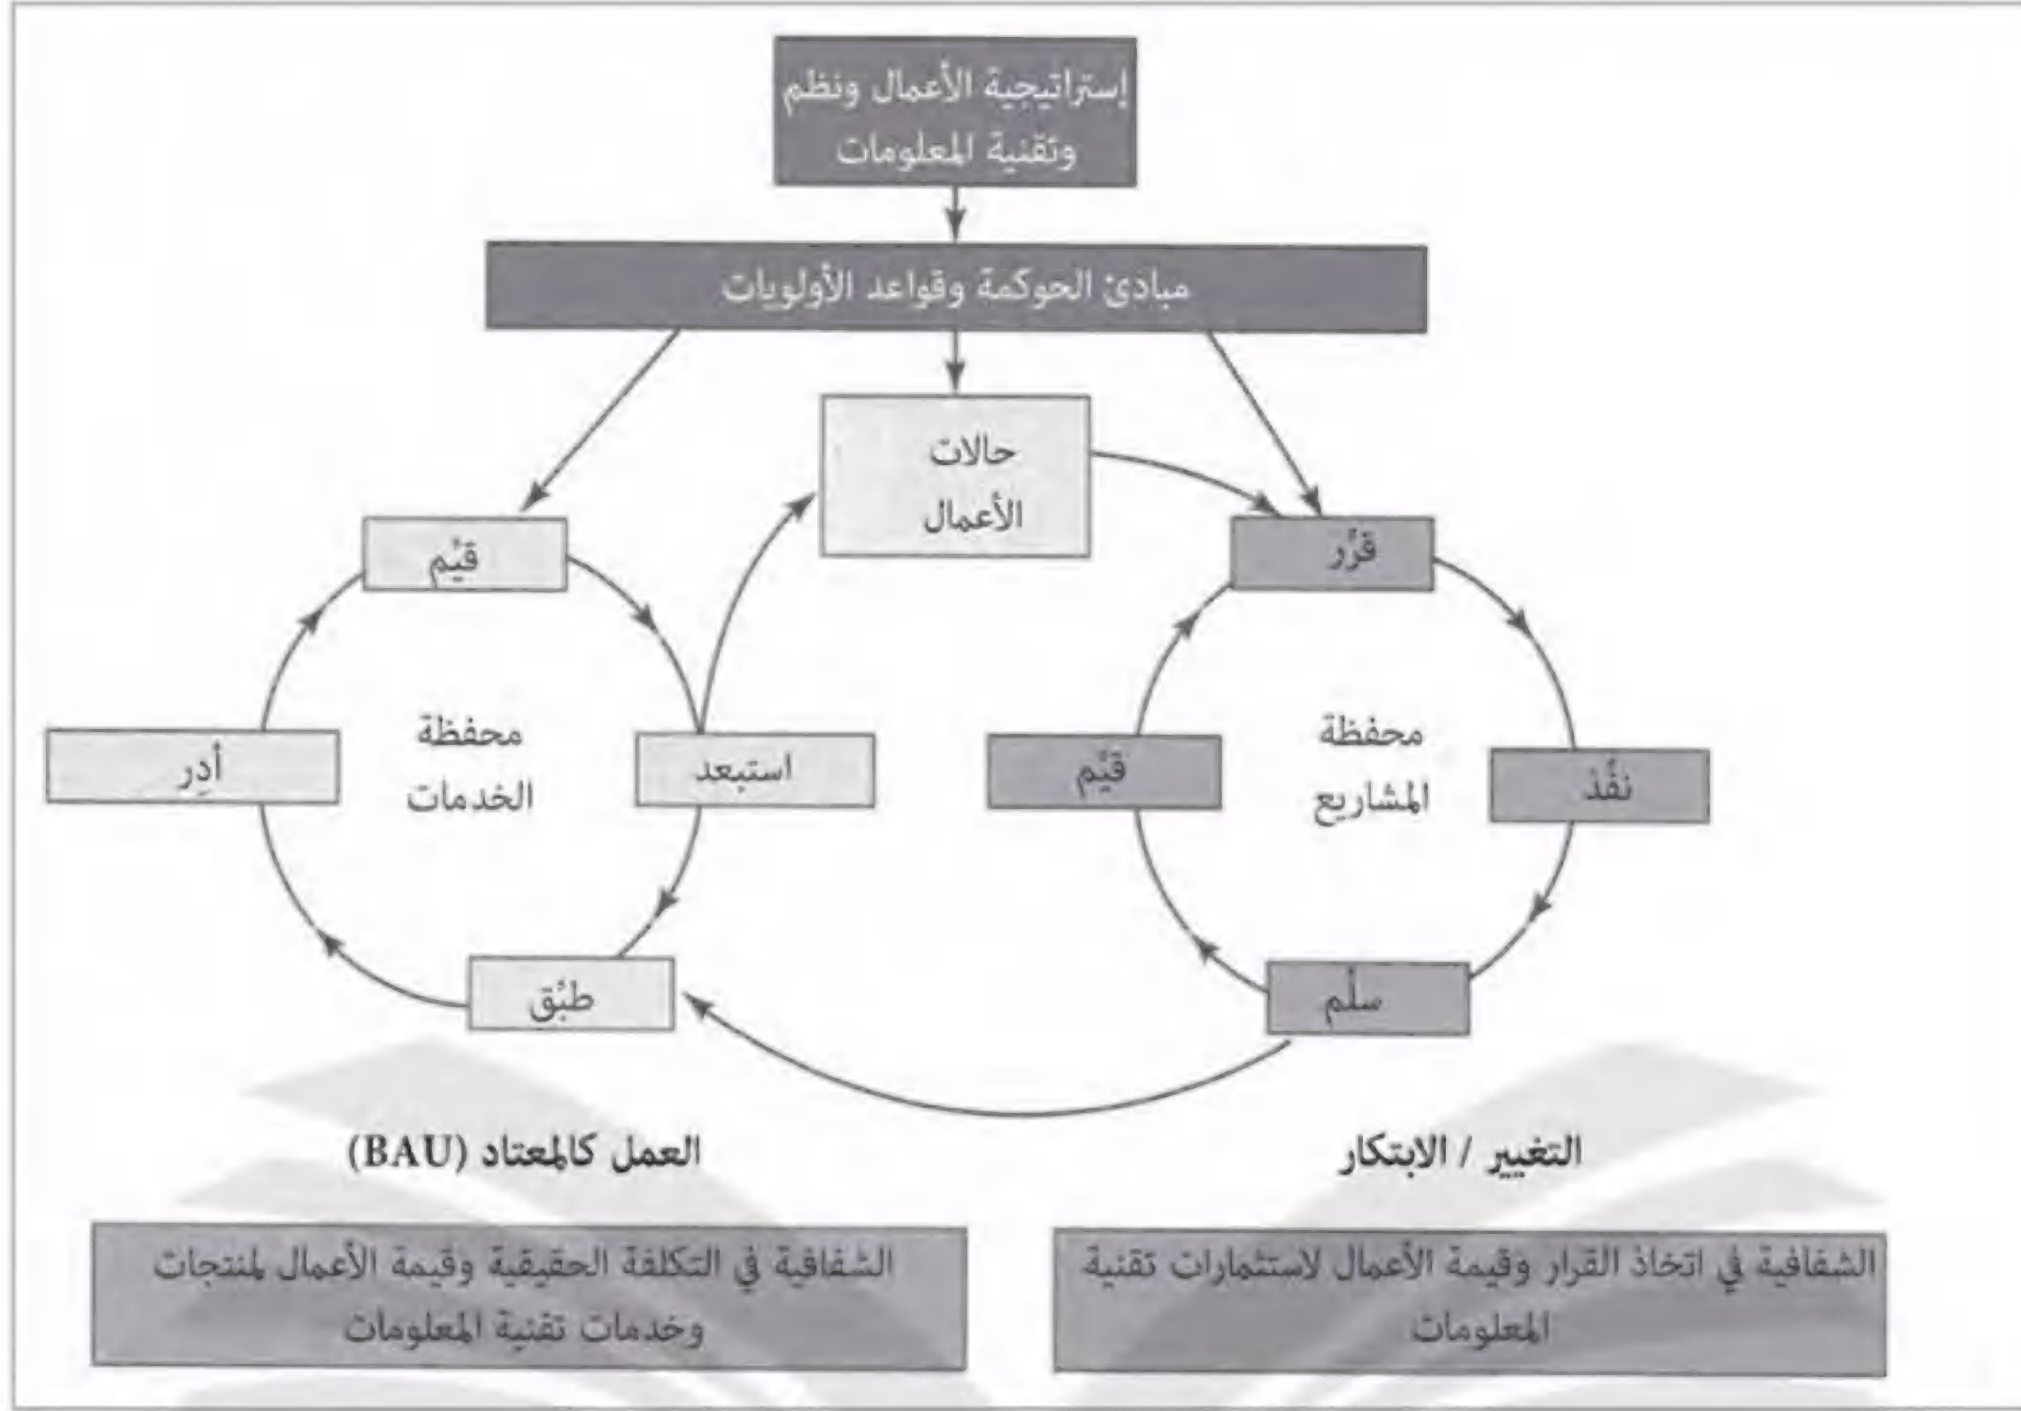 إستراتيجية الأعمال ونظم
وتقنية المعلومات
مبادئ الحوكمة وقواعد الأولويات
حالات
الأعمال
قرِّر
قيِّم
محفظة
المشاريع
نفِّذ
قيِّم
سلِّم
محفظة
الخدمات
استبعد
أدِر
طبِّق
التغيير / الابتكار
العمل كالمعتاد (BAU)
الشفافية في اتخاذ القرار وقيمة الأعمال لاستثمارات تقنية
المعلومات
الشفافية في التكلفة الحقيقية وقيمة الأعمال لمنتجات
وخدمات تقنية المعلومات